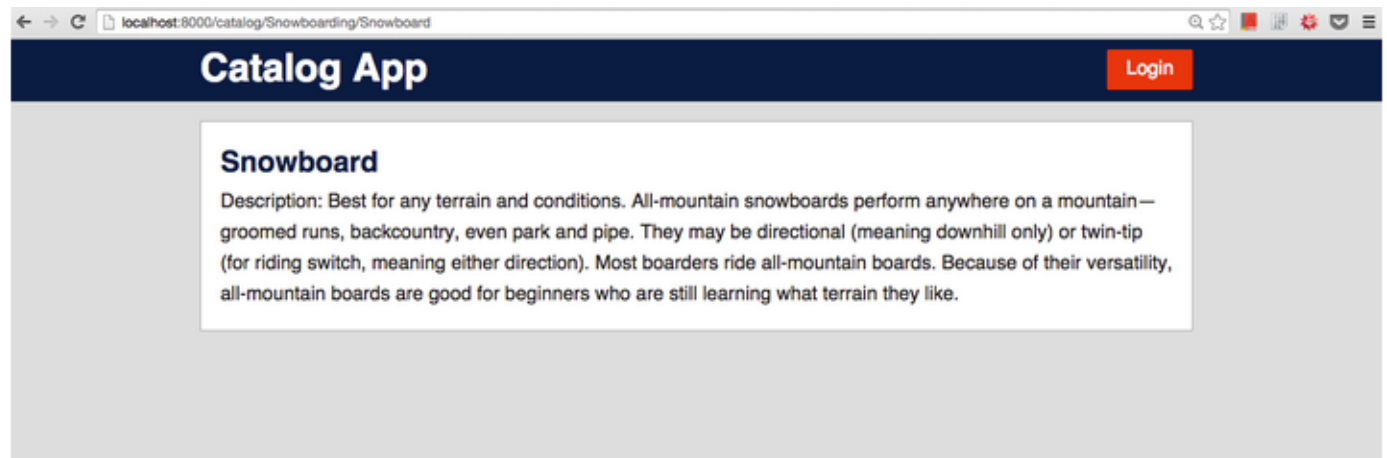 localhost:8000/catalog/Snowboarding/Snowboard
Catalog App
Login
Snowboard
Description: Best for any terrain and conditions. All-mountain snowboards perform anywhere on a mountain—
groomed runs, backcountry, even park and pipe. They may be directional (meaning downhill only) or twin-tip
(for riding switch, meaning either direction). Most boarders ride all-mountain boards. Because of their versatility,
all-mountain boards are good for beginners who are still learning what terrain they like.